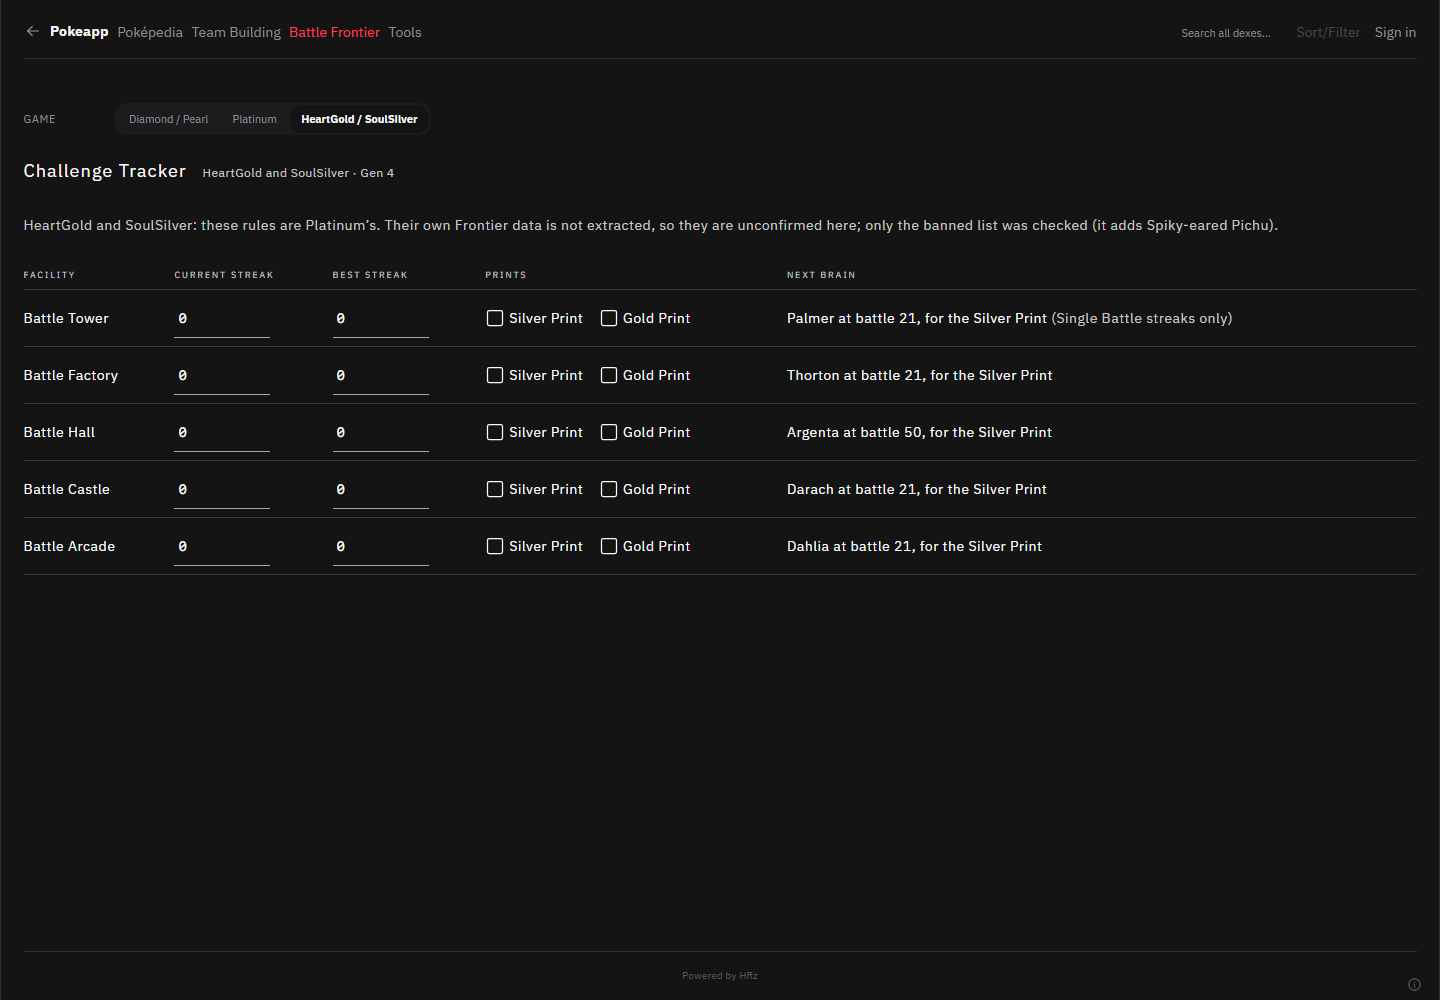 ← Pokeapp Poképedia Team Building Battle Frontier Tools Search all dexes... Sort/Filter Sign in
GAME Diamond / Pearl Platinum HeartGold / SoulSilver
Challenge Tracker HeartGold and SoulSilver · Gen 4
HeartGold and SoulSilver: these rules are Platinum’s. Their own Frontier data is not extracted, so they are unconfirmed here; only the banned list was checked (it adds Spiky-eared Pichu).
FACILITY CURRENT STREAK BEST STREAK PRINTS NEXT BRAIN
Battle Tower 0 0 Silver Print Gold Print Palmer at battle 21, for the Silver Print (Single Battle streaks only)
Battle Factory 0 0 Silver Print Gold Print Thorton at battle 21, for the Silver Print
Battle Hall 0 0 Silver Print Gold Print Argenta at battle 50, for the Silver Print
Battle Castle 0 0 Silver Print Gold Print Darach at battle 21, for the Silver Print
Battle Arcade 0 0 Silver Print Gold Print Dahlia at battle 21, for the Silver Print
Powered by HRz